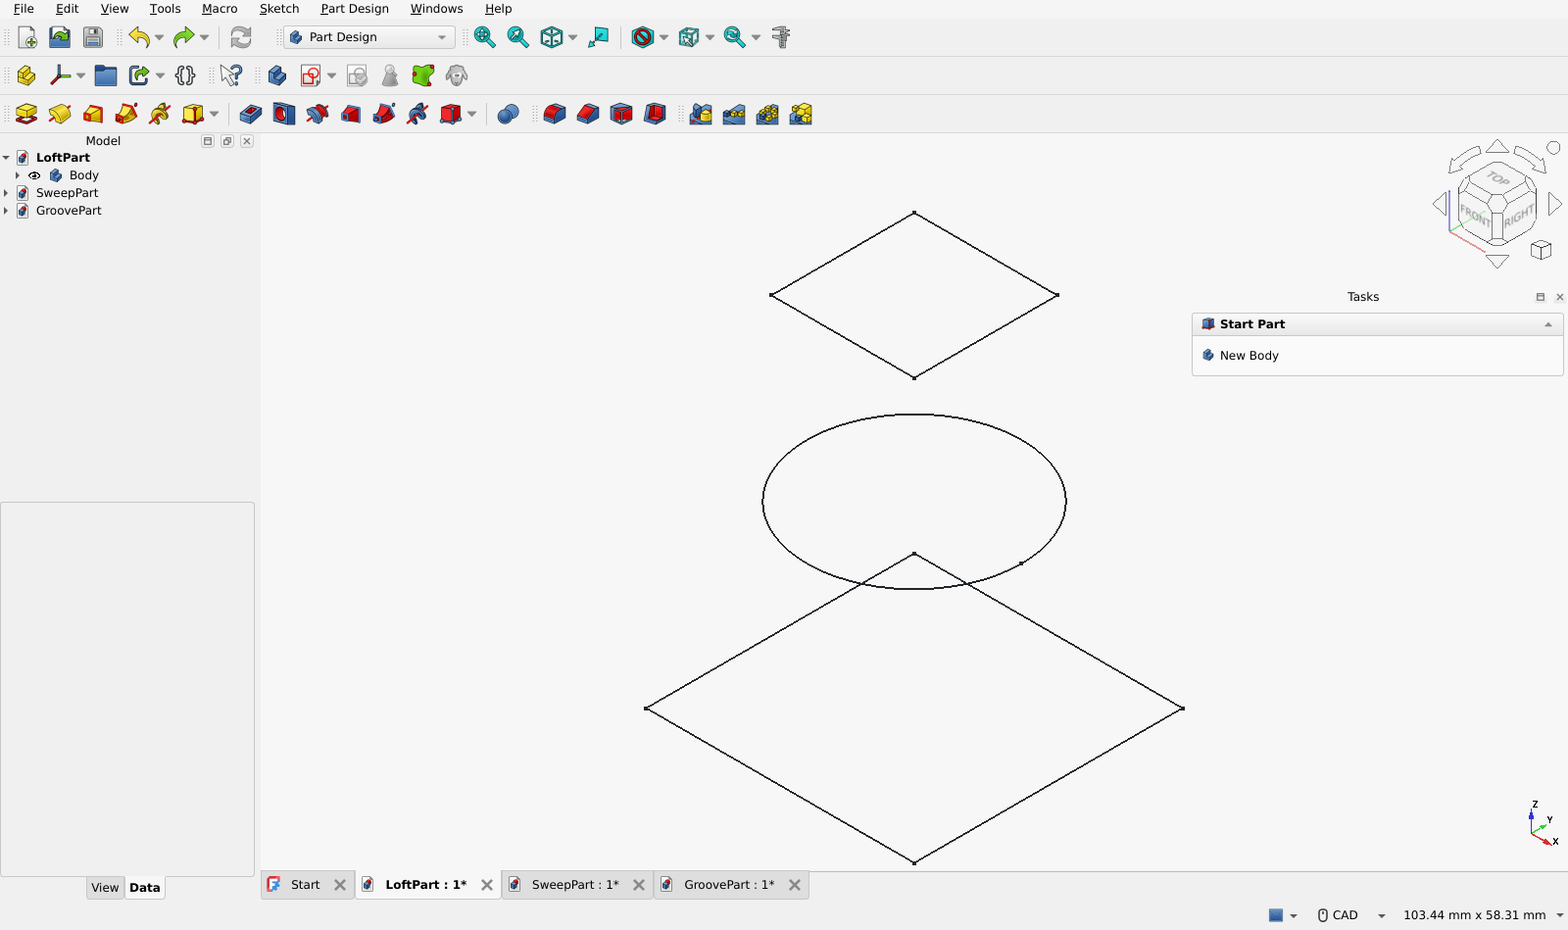 File Edit View Tools Macro Sketch Part Design Windows Help
Part Design
Model
LoftPart
Body
SweepPart
GroovePart
TOP
FRONT
RIGHT
Tasks
Start Part
New Body
Z
Y
X
View Data
Start LoftPart : 1* SweepPart : 1* GroovePart : 1*
CAD 103.44 mm x 58.31 mm